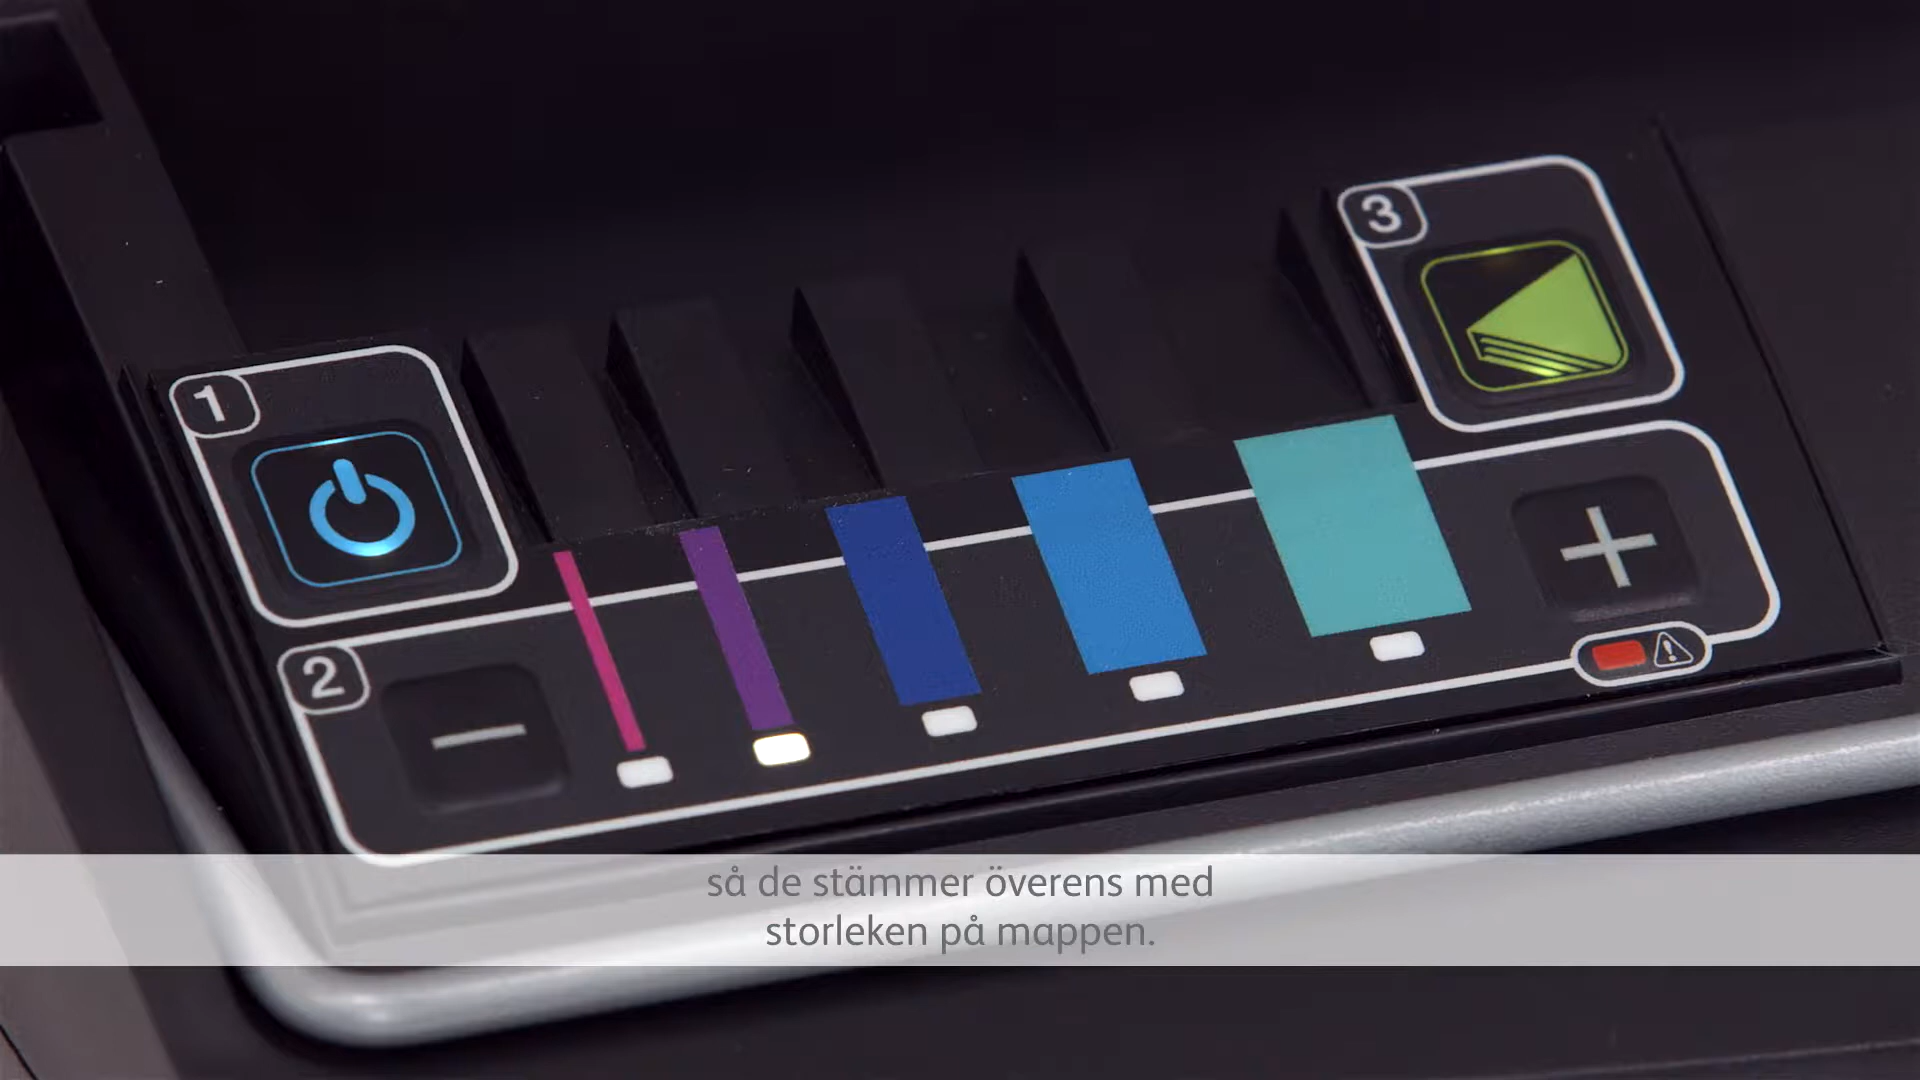 3
1
2
så de stämmer överens med
storleken på mappen.